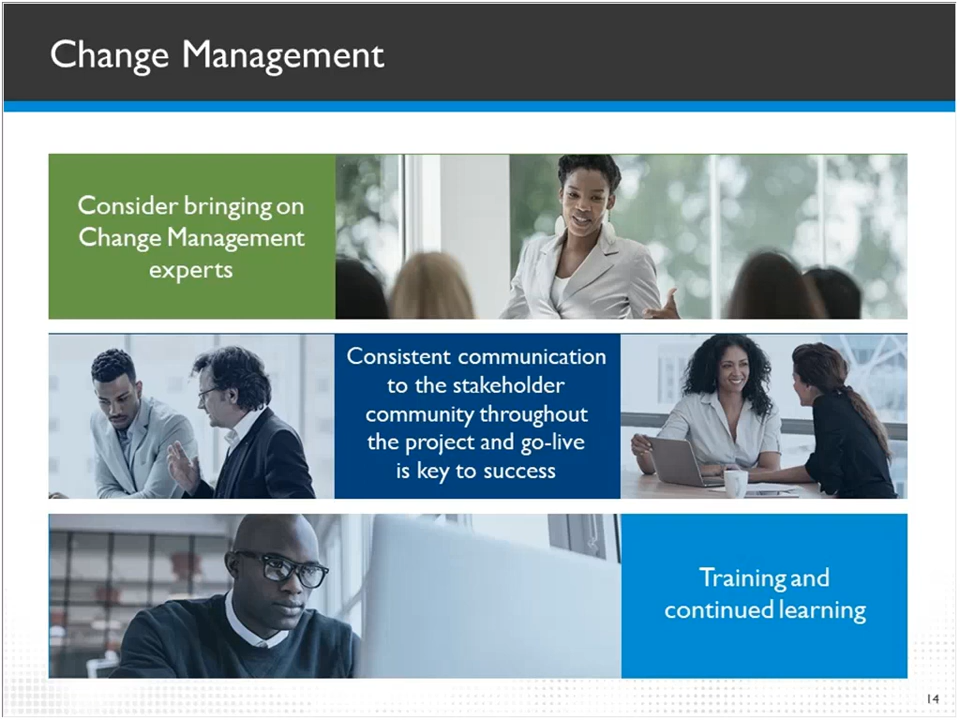 Change Management
Consider bringing on
Change Management
experts
Consistent communication
to the stakeholder
community throughout
the project and go-live
is key to success
Training and
continued learning
14